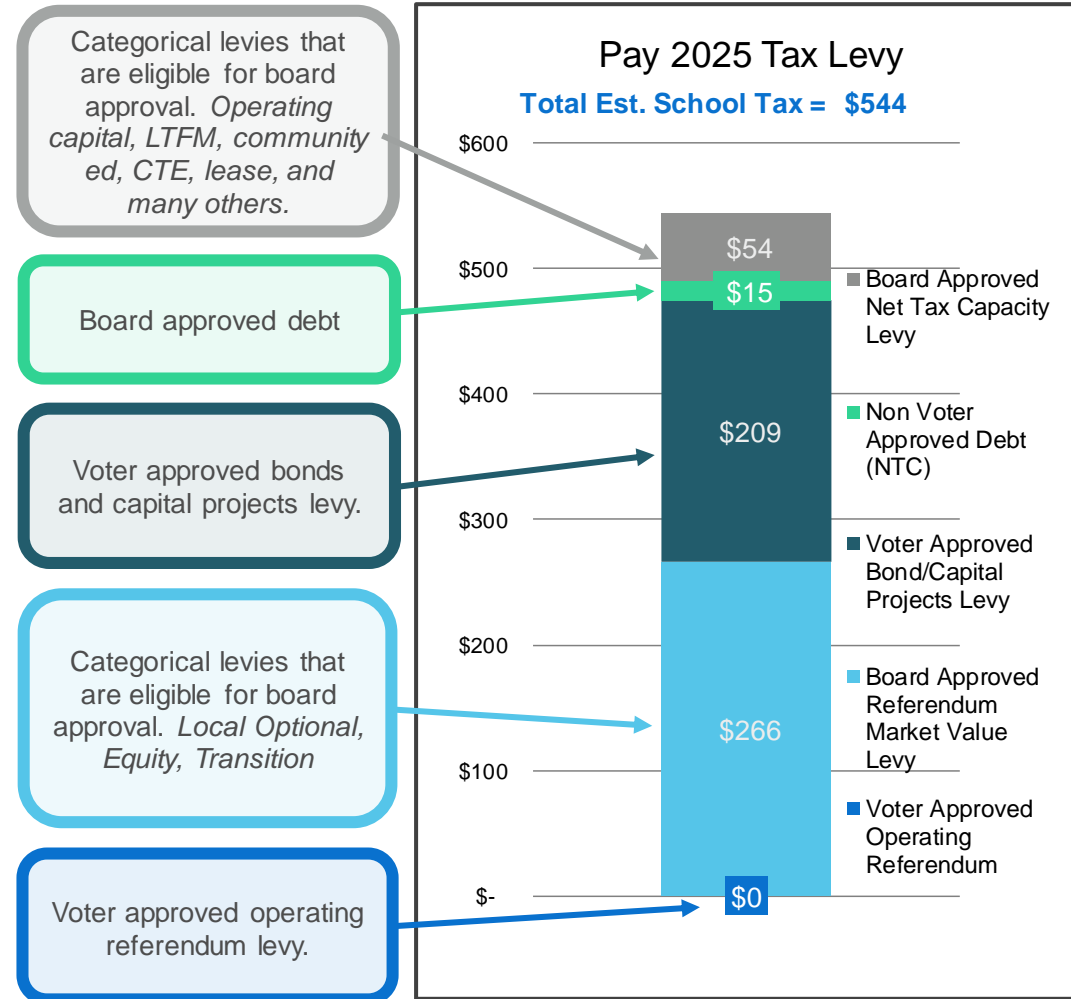 Categorical levies that
are eligible for board
approval. Operating
capital, LTFM, community
ed, CTE, lease, and
many others.
Board approved debt
Voter approved bonds
and capital projects levy.
Categorical levies that
are eligible for board
approval. Local Optional,
Equity, Transition
Voter approved operating
referendum levy.
Pay 2025 Tax Levy
Total Est. School Tax = $544
$600
$500
$400
$300
$200
$100
$-
$54
$15
$209
$266
$0
Board Approved
Net Tax Capacity
Levy
Non Voter
Approved Debt
(NTC)
Voter Approved
Bond/Capital
Projects Levy
Board Approved
Referendum
Market Value
Levy
Voter Approved
Operating
Referendum